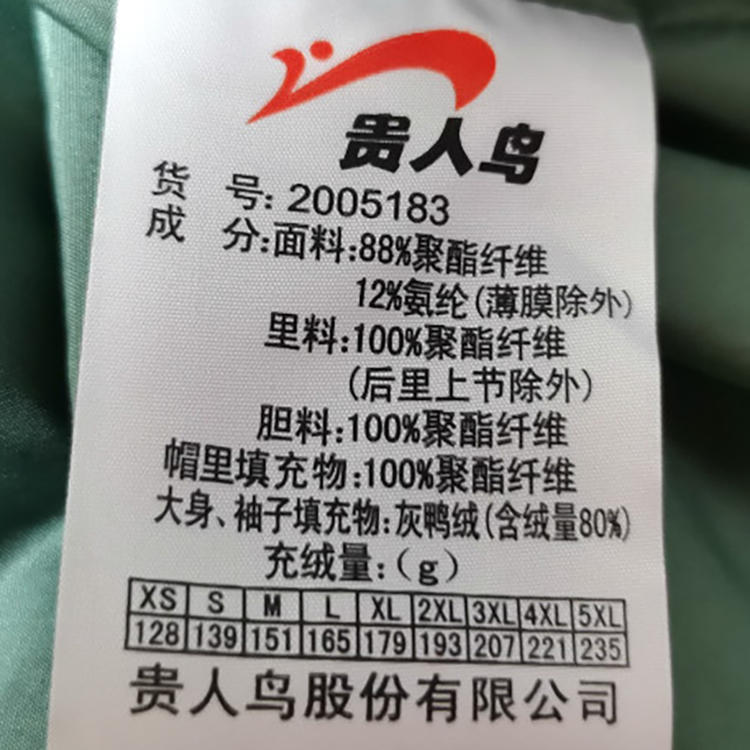 贵人鸟
货 号: 2005183
成 分:面料:88%聚酯纤维
12%氨纶(薄膜除外)
里料:100%聚酯纤维
(后里上节除外)
胆料:100%聚酯纤维
帽里填充物:100%聚酯纤维
大身、袖子填充物:灰鸭绒(含绒量80%)
充绒量:(g)
XS S M L XL 2XL 3XL 4XL 5XL
128 139 151 165 179 193 207 221 235
贵人鸟股份有限公司